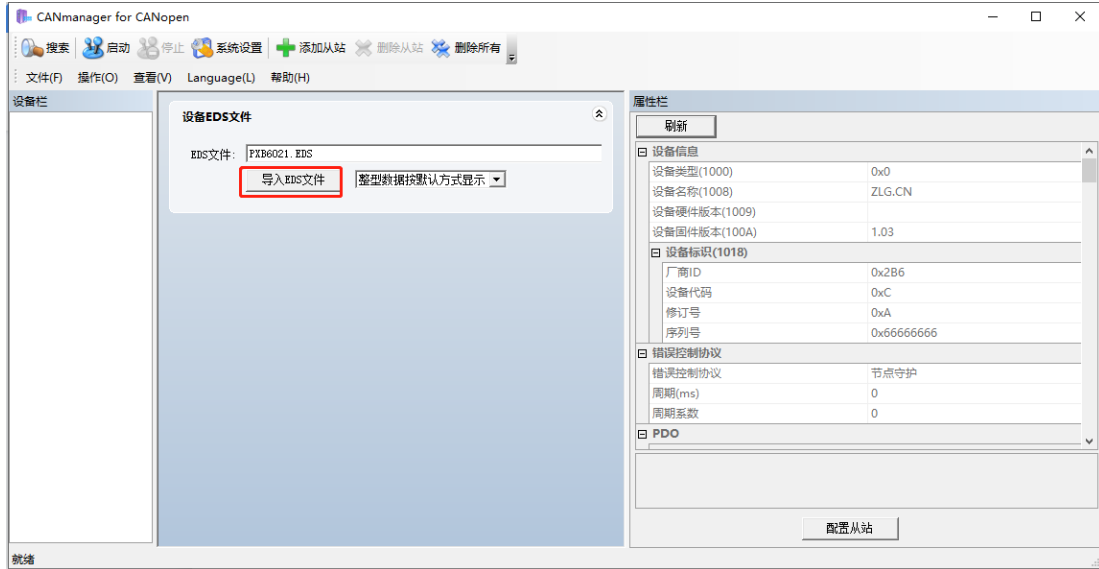 CANmanager for CANopen
搜索 启动 停止 系统设置 添加从站 删除从站 删除所有
文件(F) 操作(O) 查看(V) Language(L) 帮助(H)
设备栏
设备EDS文件
EDS文件: PXB6021.EDS
导入EDS文件 整型数据按默认方式显示
属性栏
刷新
设备信息
设备类型(1000) 0x0
设备名称(1008) ZLG.CN
设备硬件版本(1009)
设备固件版本(100A) 1.03
设备标识(1018)
厂商ID 0x2B6
设备代码 0xC
修订号 0xA
序列号 0x66666666
错误控制协议
错误控制协议 节点守护
周期(ms) 0
周期系数 0
PDO
配置从站
就绪